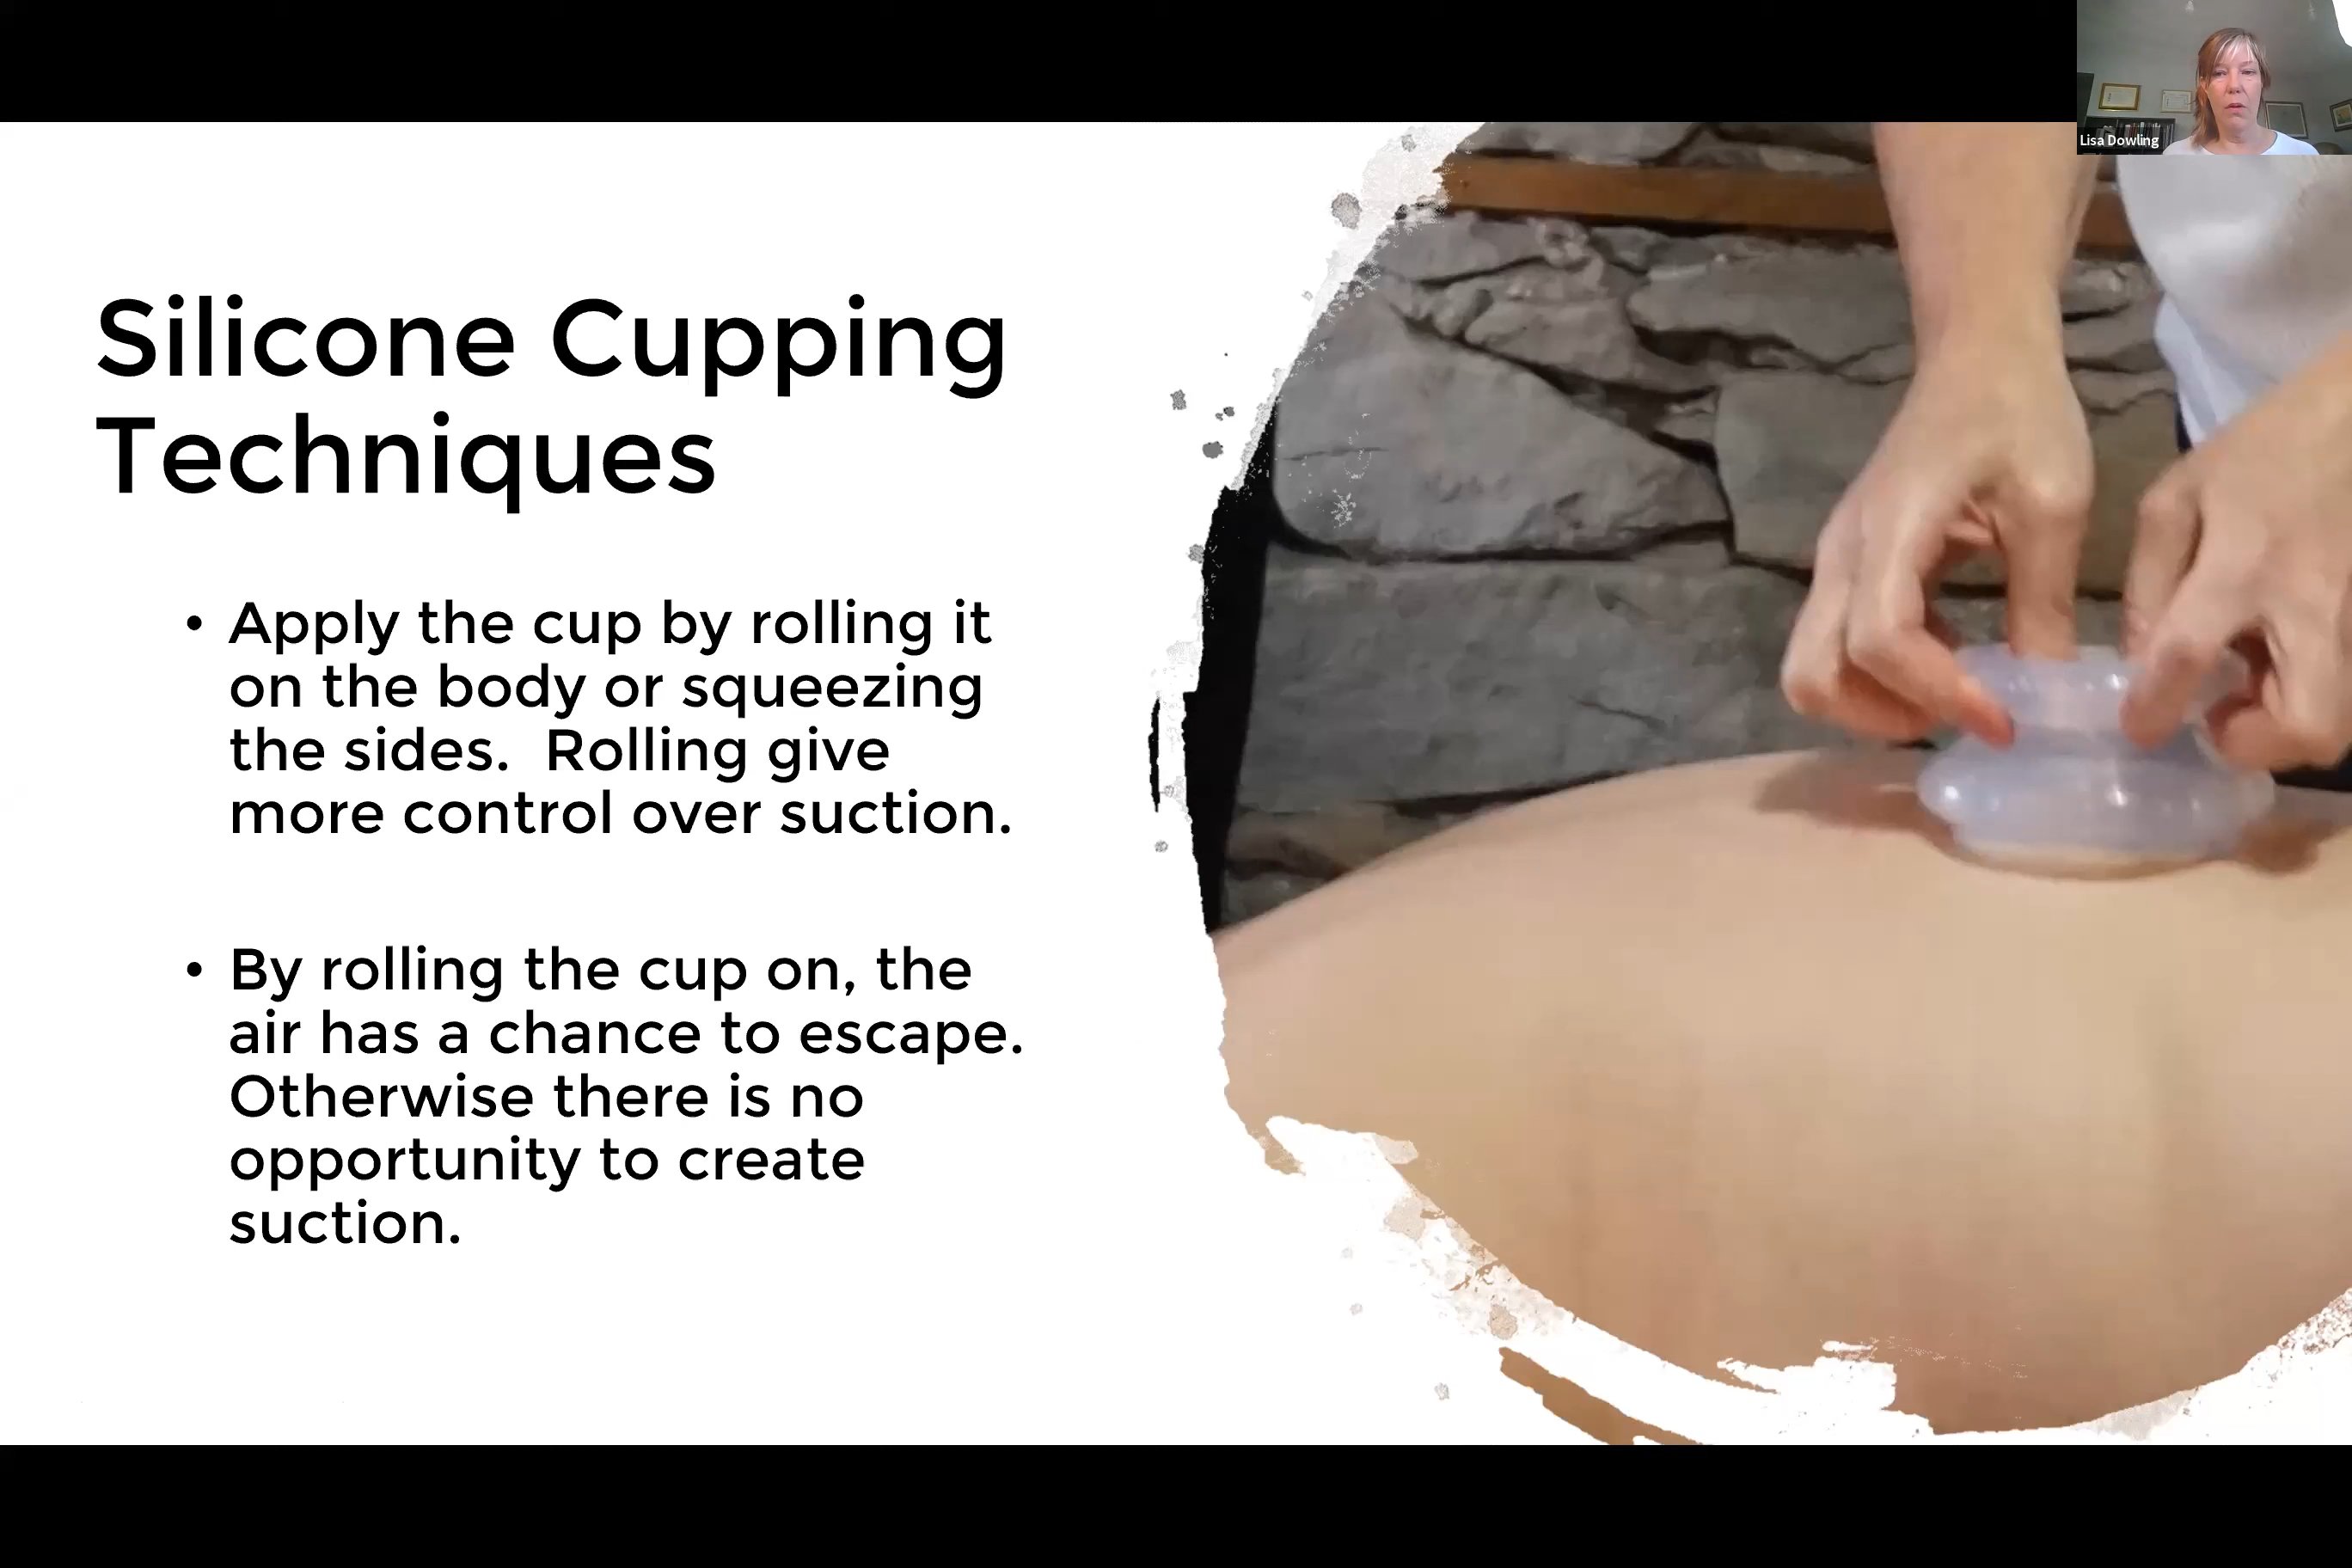 Lisa Dowling
Silicone Cupping
Techniques
• Apply the cup by rolling it
on the body or squeezing
the sides.  Rolling give
more control over suction.
• By rolling the cup on, the
air has a chance to escape.
Otherwise there is no
opportunity to create
suction.